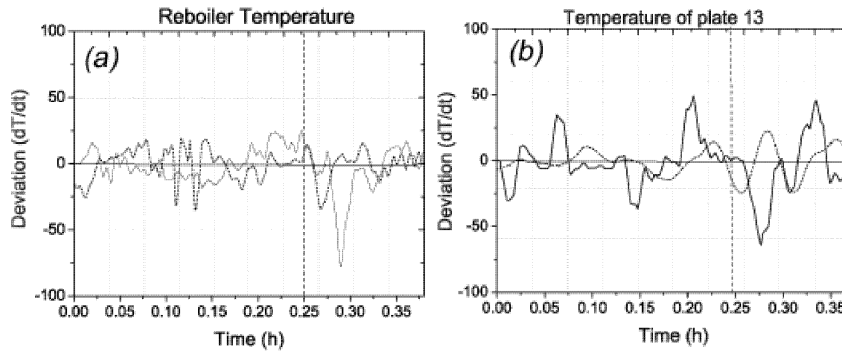 Reboiler Temperature
(a)
Deviation (dT/dt)
100
50
0
-50
-100
0.00 0.05 0.10 0.15 0.20 0.25 0.30 0.35
Time (h)
Temperature of plate 13
(b)
Deviation (dT/dt)
100
50
0
-50
-100
0.00 0.05 0.10 0.15 0.20 0.25 0.30 0.35
Time (h)